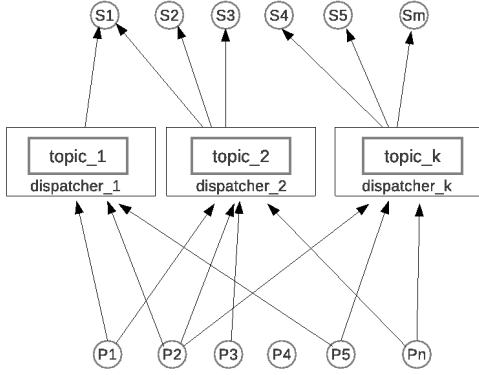 S1 S2 S3 S4 S5 Sm
topic_1 topic_2 topic_k
dispatcher_1 dispatcher_2 dispatcher_k
P1 P2 P3 P4 P5 Pn